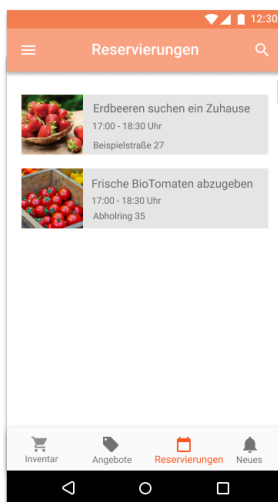 12:30
Reservierungen
Erdbeeren suchen ein Zuhause
17:00 - 18:30 Uhr
Beispielstraße 27
Frische BioTomaten abzugeben
17:00 - 18:30 Uhr
Abholring 35
Inventar Angebote Reservierungen Neues